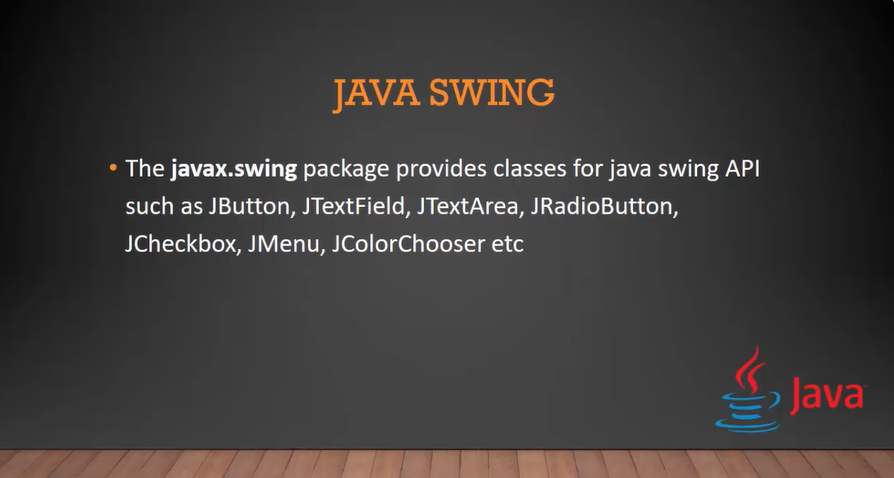 JAVA SWING
• The javax.swing package provides classes for java swing API
such as JButton, JTextField, JTextArea, JRadioButton,
JCheckbox, JMenu, JColorChooser etc
Java